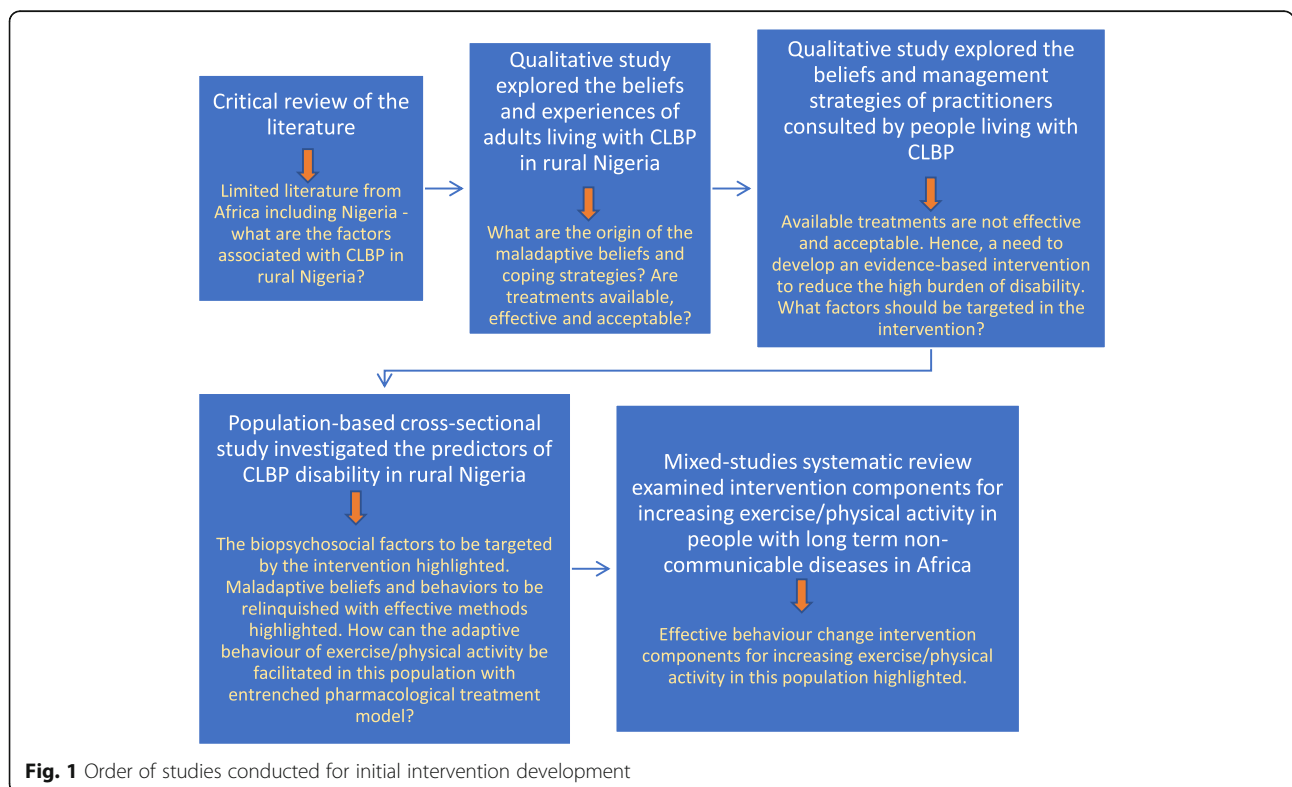 Critical review of the
literature
Limited literature from
Africa including Nigeria -
what are the factors
associated with CLBP in
rural Nigeria?
Qualitative study
explored the beliefs
and experiences of
adults living with CLBP
in rural Nigeria
What are the origin of the
maladaptive beliefs and
coping strategies? Are
treatments available,
effective and acceptable?
Qualitative study explored the
beliefs and management
strategies of practitioners
consulted by people living with
CLBP
Available treatments are not effective
and acceptable. Hence, a need to
develop an evidence-based intervention
to reduce the high burden of disability.
What factors should be targeted in the
intervention?
Population-based cross-sectional
study investigated the predictors of
CLBP disability in rural Nigeria
The biopsychosocial factors to be targeted
by the intervention highlighted.
Maladaptive beliefs and behaviors to be
relinquished with effective methods
highlighted. How can the adaptive
behaviour of exercise/physical activity be
facilitated in this population with
entrenched pharmacological treatment
model?
Mixed-studies systematic review
examined intervention components for
increasing exercise/physical activity in
people with long term non-
communicable diseases in Africa
Effective behaviour change intervention
components for increasing exercise/physical
activity in this population highlighted.
Fig. 1 Order of studies conducted for initial intervention development